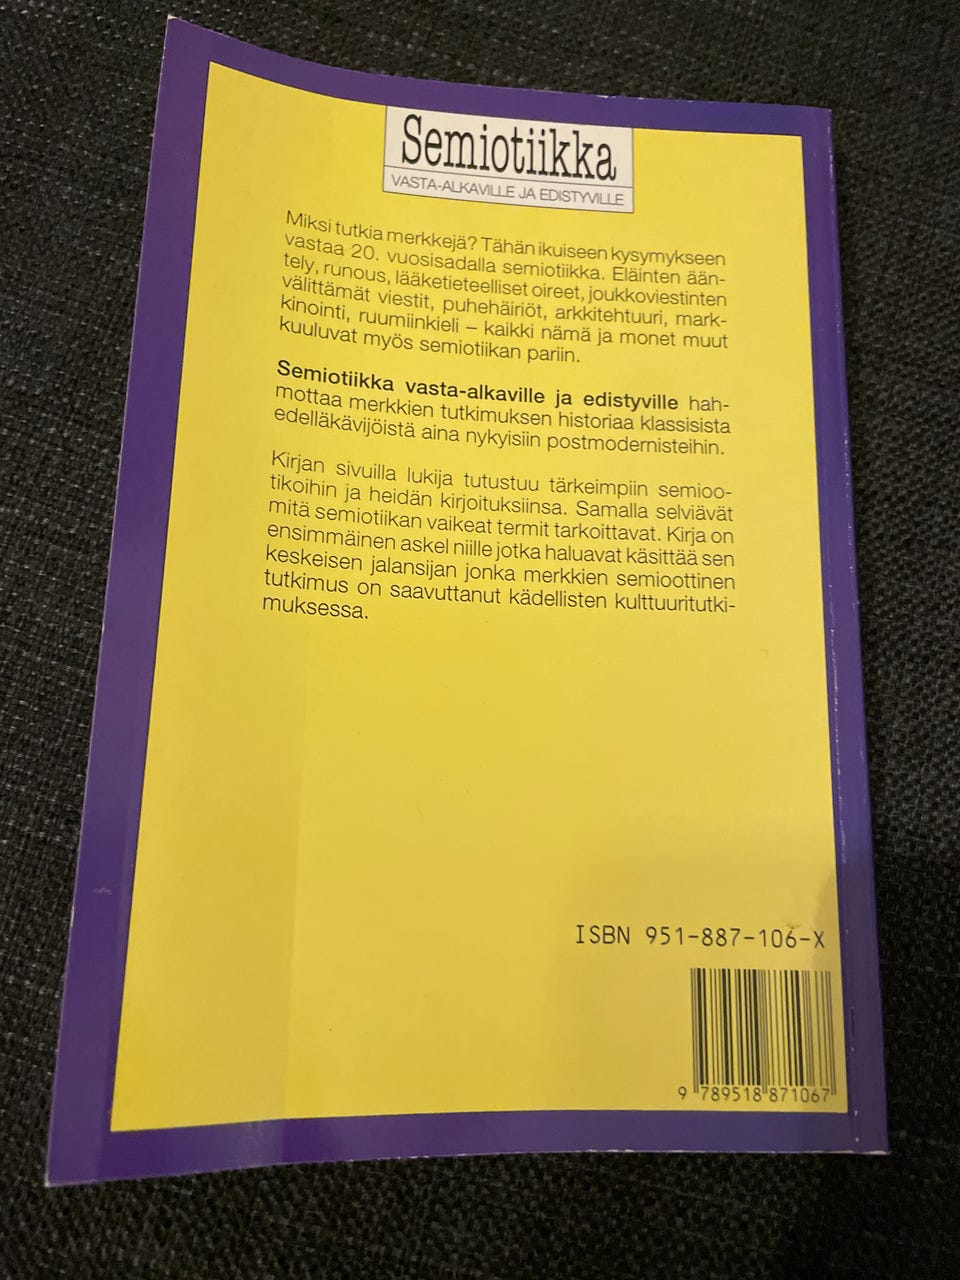 Semiotiikka
VASTA-ALKAVILLE JA EDISTYVILLE
Miksi tutkia merkkejä? Tähän ikuiseen kysymykseen
vastaa 20. vuosisadalla semiotiikka. Eläinten ään-
tely, runous, lääketieteelliset oireet, joukkoviestinten
välittämät viestit, puhehäiriöt, arkkitehtuuri, mark-
kinointi, ruumiinkieli – kaikki nämä ja monet muut
kuuluvat myös semiotiikan pariin.
Semiotiikka vasta-alkaville ja edistyville hah-
mottaa merkkien tutkimuksen historiaa klassisista
edelläkävijöistä aina nykyisiin postmodernisteihin.
Kirjan sivuilla lukija tutustuu tärkeimpiin semioo-
tikoihin ja heidän kirjoituksiinsa. Samalla selviävät
mitä semiotiikan vaikeat termit tarkoittavat. Kirja on
ensimmäinen askel niille jotka haluavat käsittää sen
keskeisen jalansijan jonka merkkien semioottinen
tutkimus on saavuttanut kädellisten kulttuuritutki-
muksessa.
ISBN 951-887-106-X
9 789518 871067